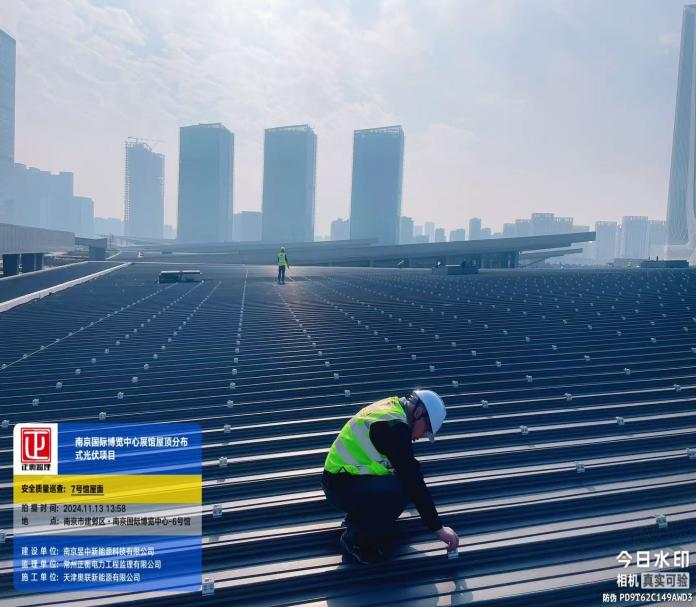 正衡监理
南京国际博览中心展馆屋顶分布
式光伏项目
安全质量巡查：7号馆屋面
拍摄时间：2024.11.13 13:58
地点：南京市建邺区·南京国际博览中心-6号馆
建设单位：南京昱中新能源科技有限公司
监理单位：常州正衡电力工程监理有限公司
施工单位：天津奥联新能源有限公司
今日水印
相机 真实可验
防伪 PD9T62C149AWD3